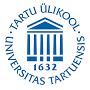 TARTU ÜLIKOOL
1632
UNIVERSITAS TARTUENSIS